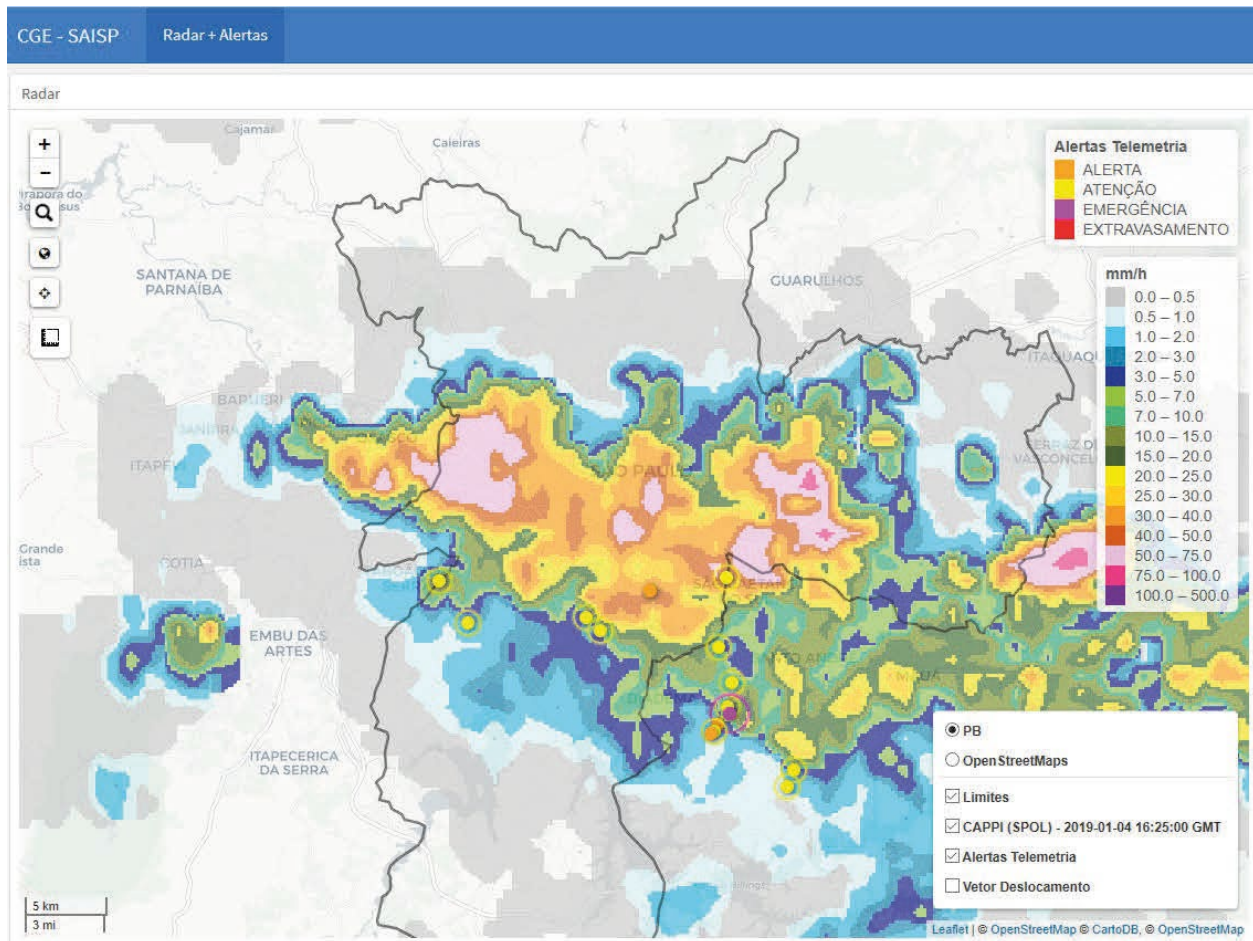 CGE - SAISP
Radar + Alertas
Radar
+
−
Cajamar
Caieiras
SANTANA DE
PARNAÍBA
GUARULHOS
BARUERI
ITAPEVI
SÃO PAULO
COTIA
Grande
EMBU DAS
ARTES
MAUÁ
ITAPECERICA
DA SERRA
Alertas Telemetria
ALERTA
ATENÇÃO
EMERGÊNCIA
EXTRAVASAMENTO
mm/h
0.0 – 0.5
0.5 – 1.0
1.0 – 2.0
2.0 – 3.0
3.0 – 5.0
5.0 – 7.0
7.0 – 10.0
10.0 – 15.0
15.0 – 20.0
20.0 – 25.0
25.0 – 30.0
30.0 – 40.0
40.0 – 50.0
50.0 – 75.0
75.0 – 100.0
100.0 – 500.0
PB
OpenStreetMaps
Limites
CAPPI (SPOL) - 2019-01-04 16:25:00 GMT
Alertas Telemetria
Vetor Deslocamento
5 km
3 mi
Leaflet | © OpenStreetMap © CartoDB, © OpenStreetMap